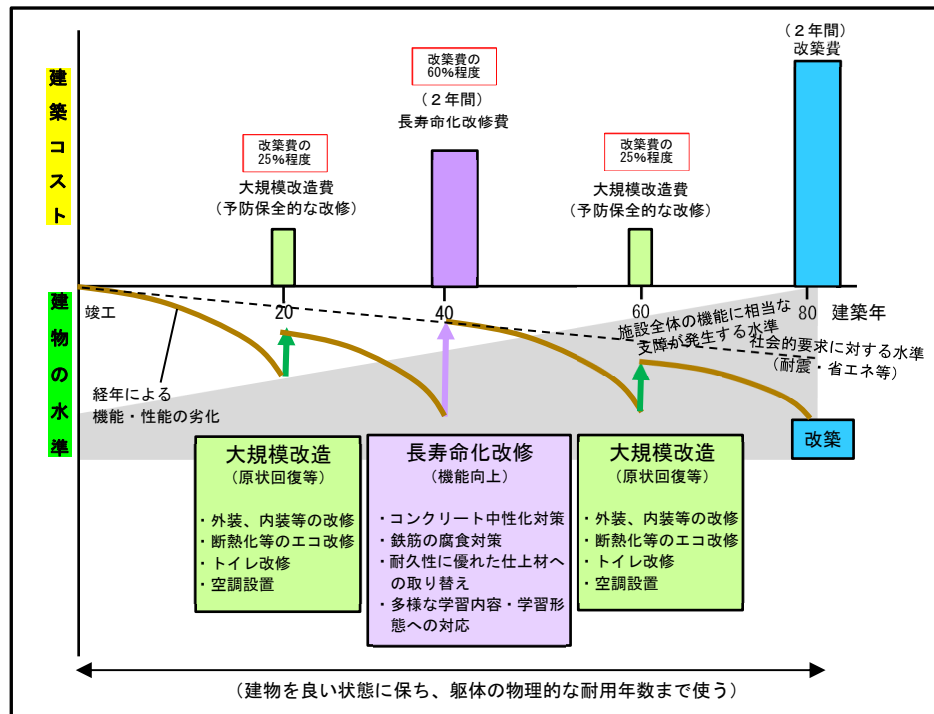 建築コスト
改築費の
25%程度
大規模改造費
(予防保全的な改修)
改築費の
60%程度
(2年間)
長寿命化改修費
改築費の
25%程度
大規模改造費
(予防保全的な改修)
(2年間)
改築費
建物の水準
竣工
20
40
60
80
建築年
施設全体の機能に相当な
支障が発生する水準
社会的要求に対する水準
(耐震・省エネ等)
経年による
機能・性能の劣化
大規模改造
(原状回復等)
・外装、内装等の改修
・断熱化等のエコ改修
・トイレ改修
・空調設置
長寿命化改修
(機能向上)
・コンクリート中性化対策
・鉄筋の腐食対策
・耐久性に優れた仕上材へ
の取り替え
・多様な学習内容・学習形
態への対応
大規模改造
(原状回復等)
・外装、内装等の改修
・断熱化等のエコ改修
・トイレ改修
・空調設置
改築
(建物を良い状態に保ち、躯体の物理的な耐用年数まで使う)